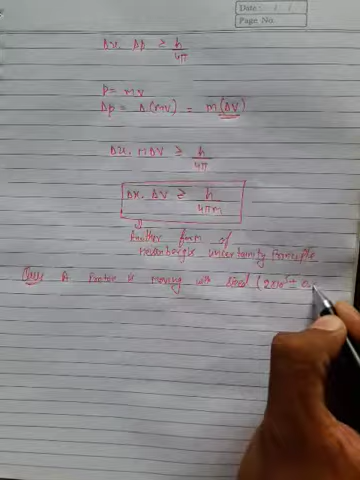 Date : / /
Page No.
Δx. Δp ≥ h/4π
P = mv
Δp = Δ(mv) = m(ΔV)
Δx. mΔV ≥ h/4π
Δx. ΔV ≥ h/4πm
Another form of
Heisenberg's uncertainty Principle
A Proton is moving with speed (2x10